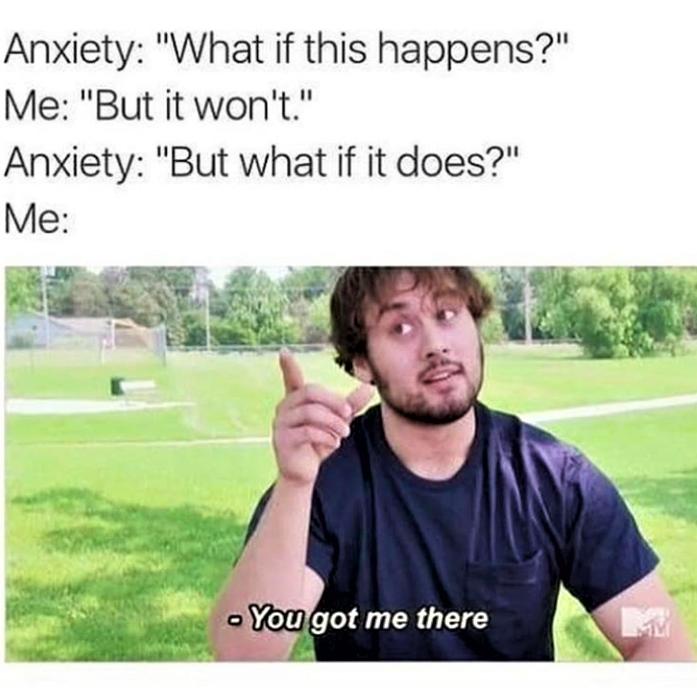 Anxiety: "What if this happens?"
Me: "But it won't."
Anxiety: "But what if it does?"
Me:
- You got me there
MTV